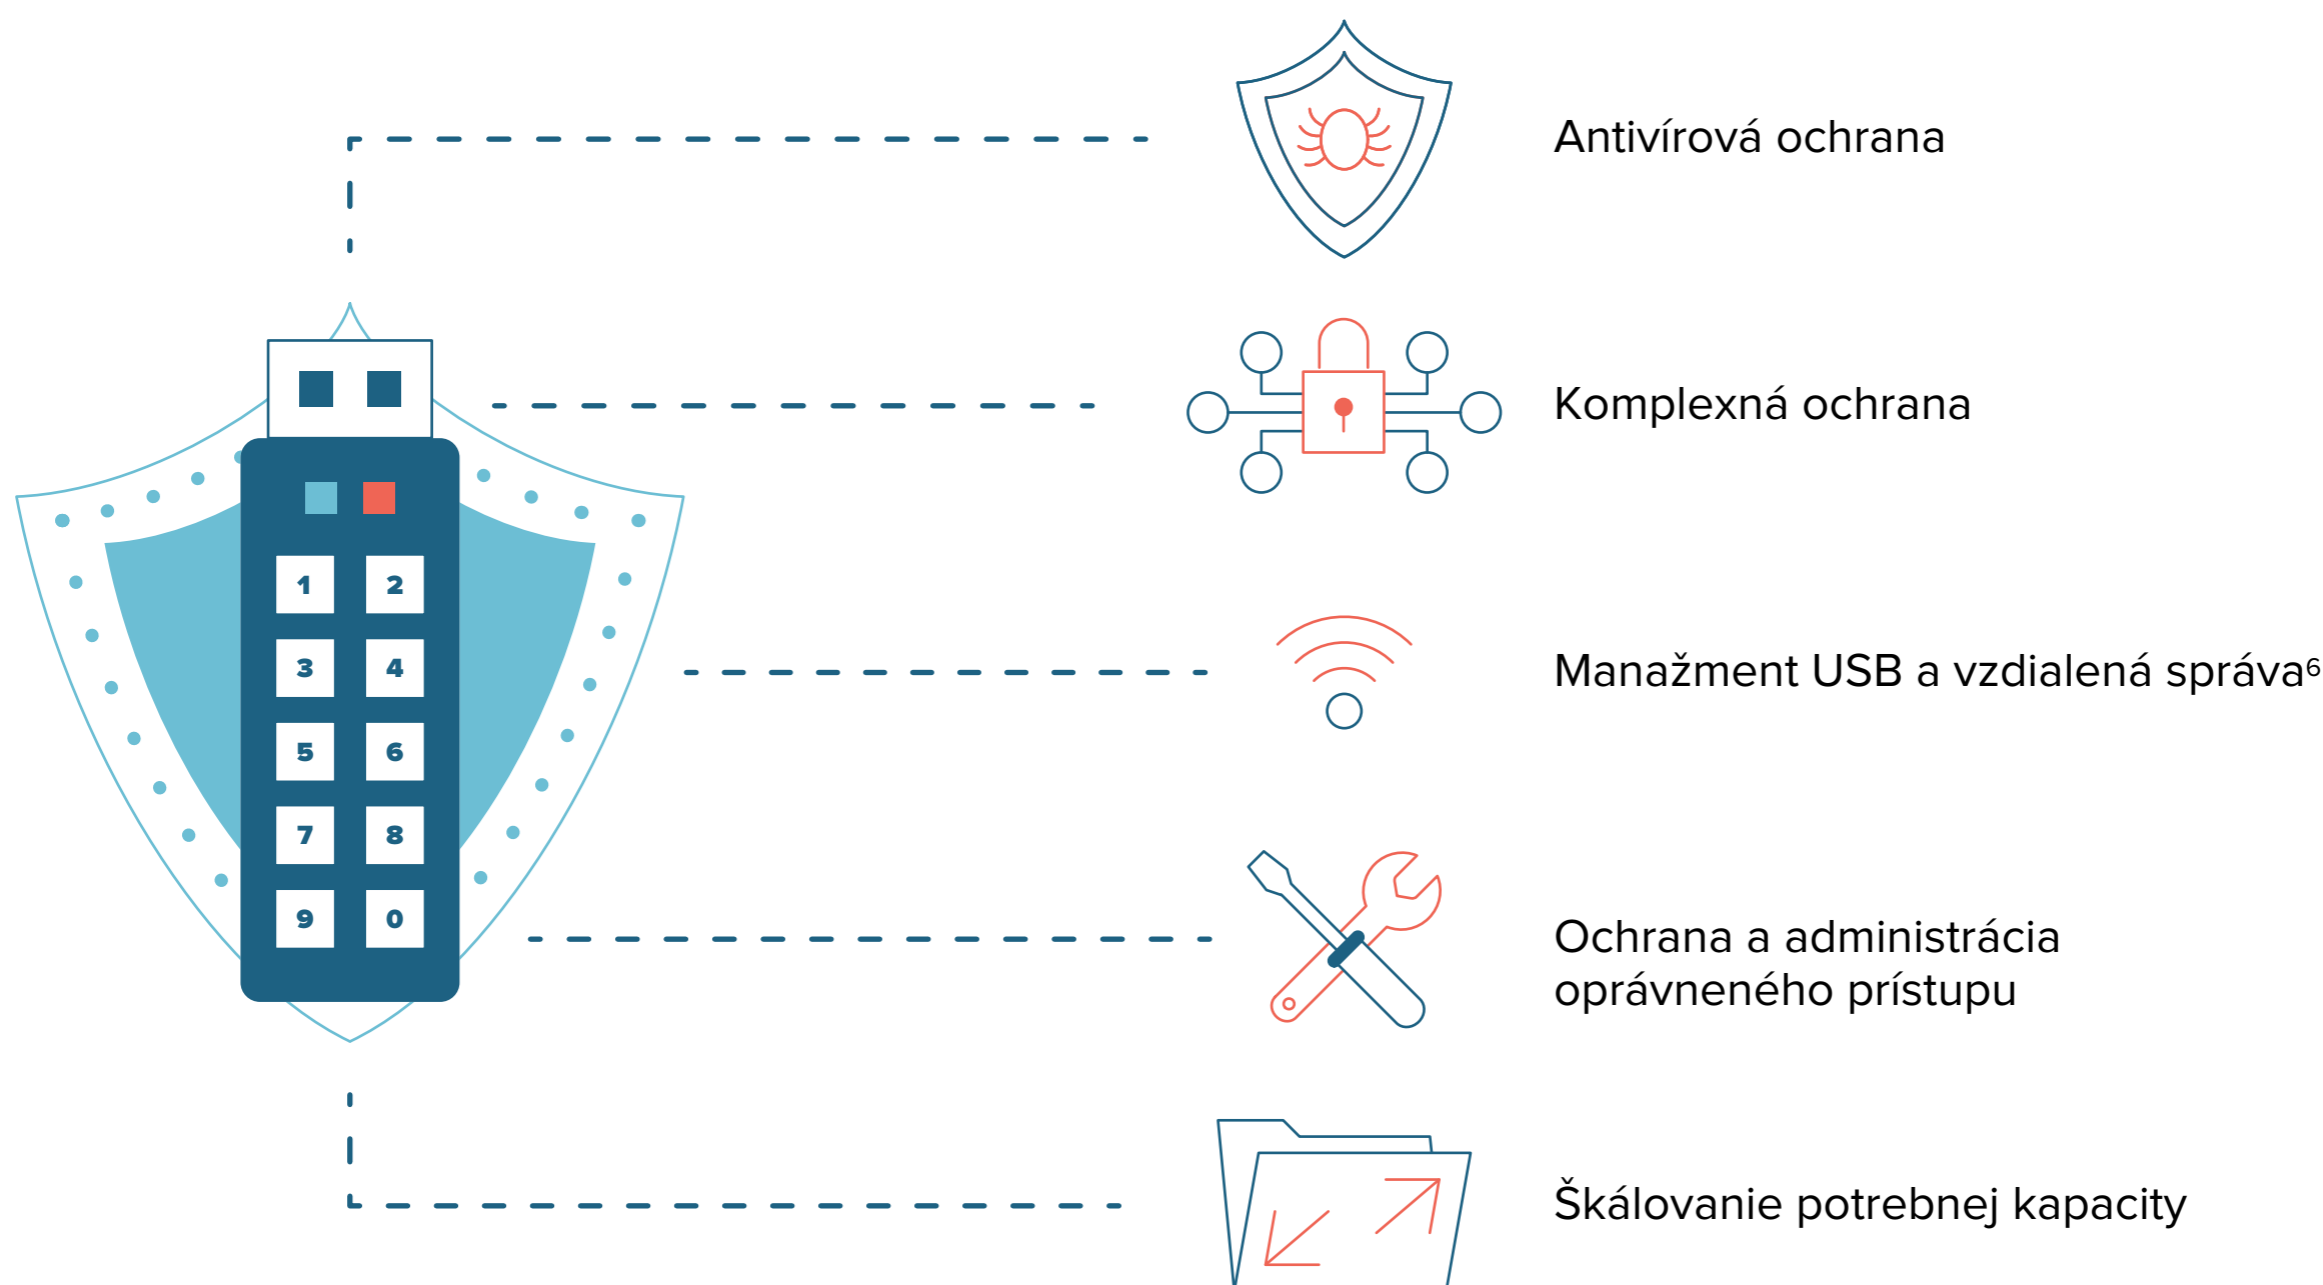 Antivírová ochrana
Komplexná ochrana
1 2
3 4
Manažment USB a vzdialená správa⁶
5 6
7 8
9 0
Ochrana a administrácia
oprávneného prístupu
Škálovanie potrebnej kapacity